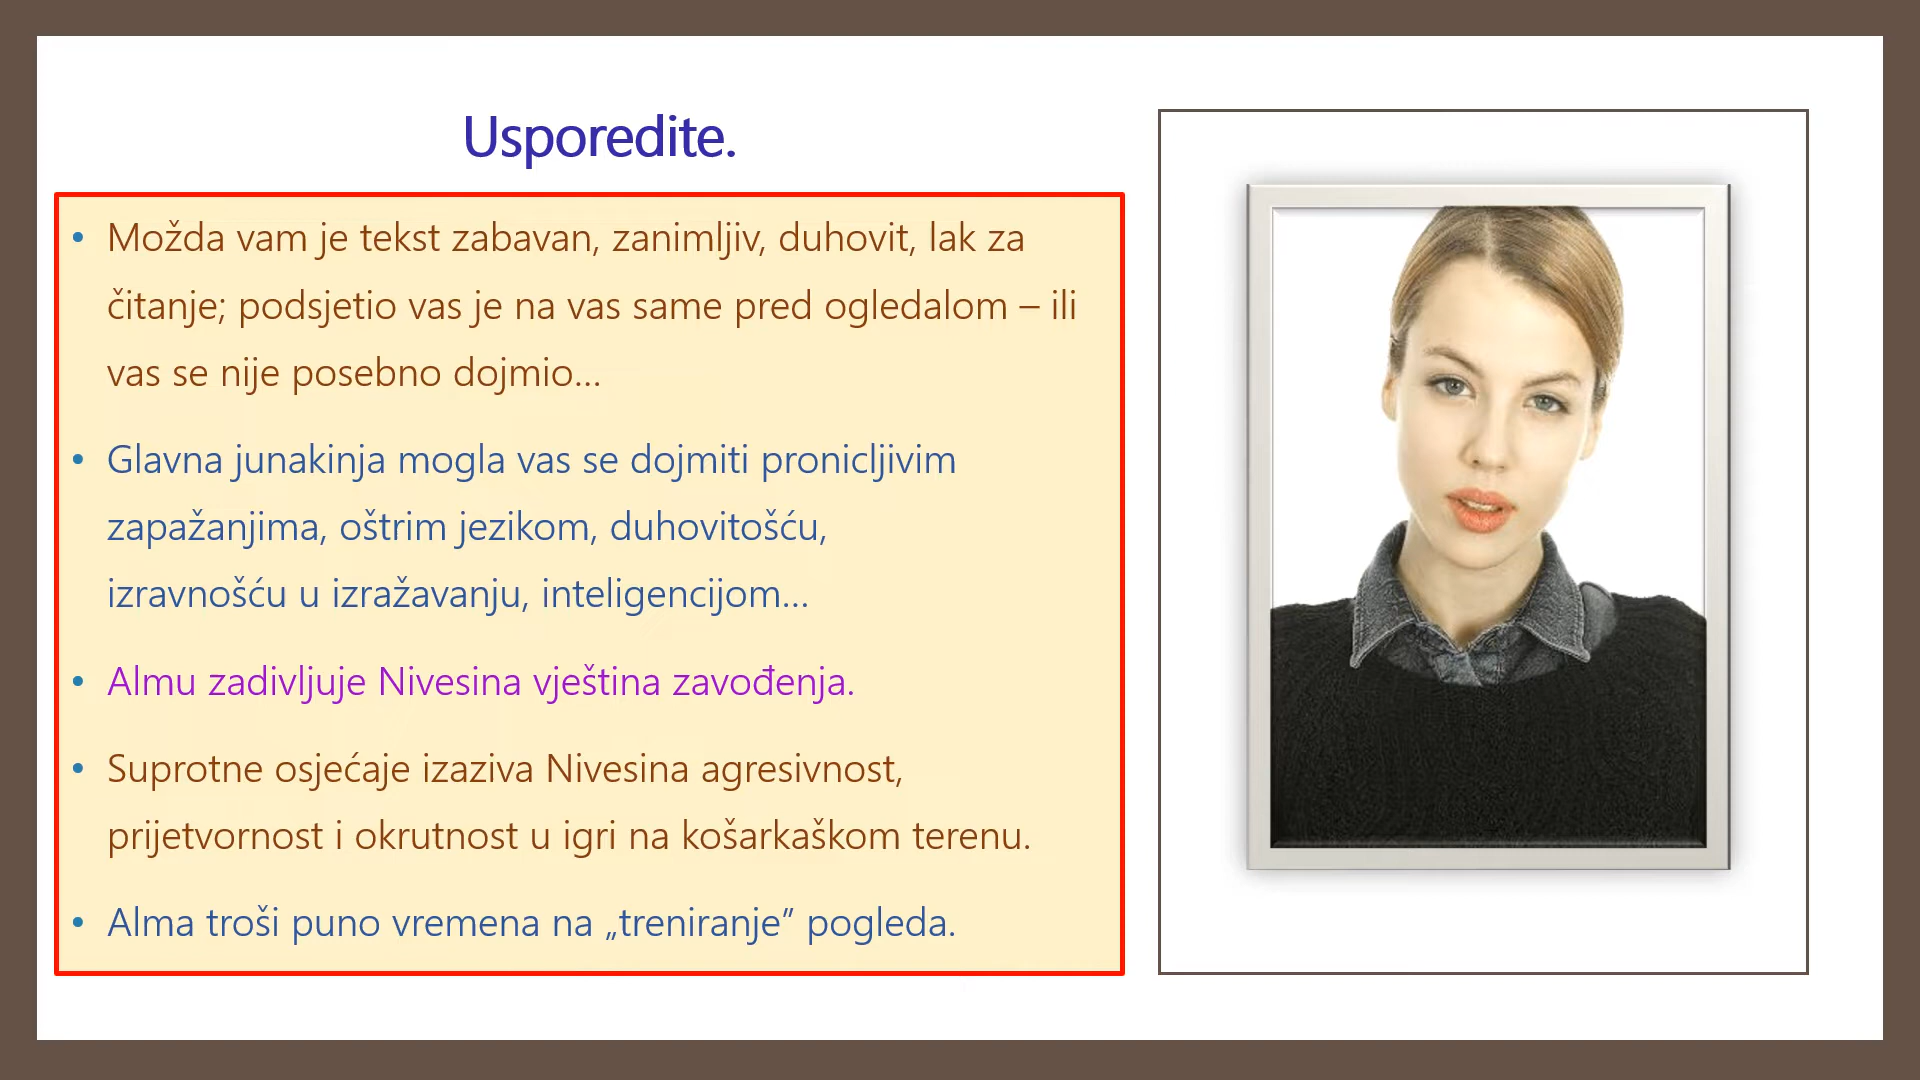 Usporedite.
• Možda vam je tekst zabavan, zanimljiv, duhovit, lak za
čitanje; podsjetio vas je na vas same pred ogledalom – ili
vas se nije posebno dojmio...
• Glavna junakinja mogla vas se dojmiti pronicljivim
zapažanjima, oštrim jezikom, duhovitošću,
izravnošću u izražavanju, inteligencijom...
• Almu zadivljuje Nivesina vještina zavođenja.
• Suprotne osjećaje izaziva Nivesina agresivnost,
prijetvornost i okrutnost u igri na košarkaškom terenu.
• Alma troši puno vremena na „treniranje” pogleda.